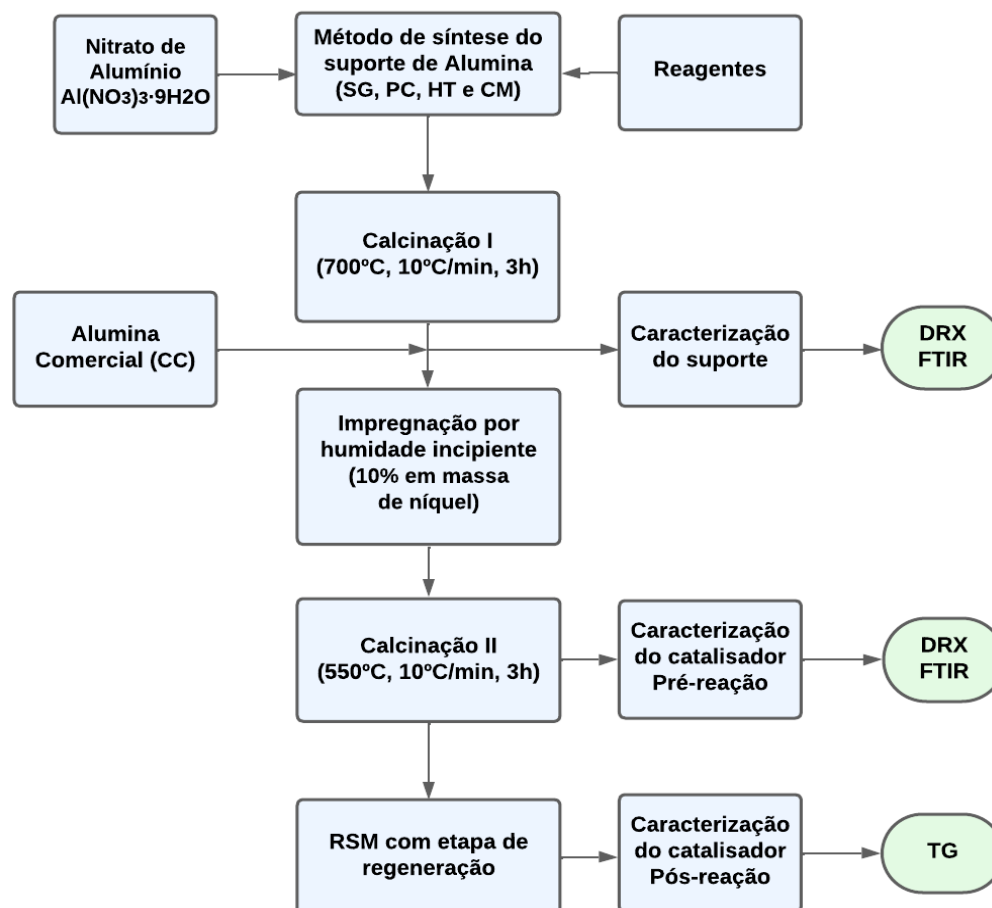 Nitrato de
Alumínio
Al(NO3)3·9H2O
Método de síntese do
suporte de Alumina
(SG, PC, HT e CM)
Reagentes
Calcinação I
(700ºC, 10ºC/min, 3h)
Alumina
Comercial (CC)
Caracterização
do suporte
DRX
FTIR
Impregnação por
humidade incipiente
(10% em massa
de níquel)
Calcinação II
(550ºC, 10ºC/min, 3h)
Caracterização
do catalisador
Pré-reação
DRX
FTIR
RSM com etapa de
regeneração
Caracterização
do catalisador
Pós-reação
TG